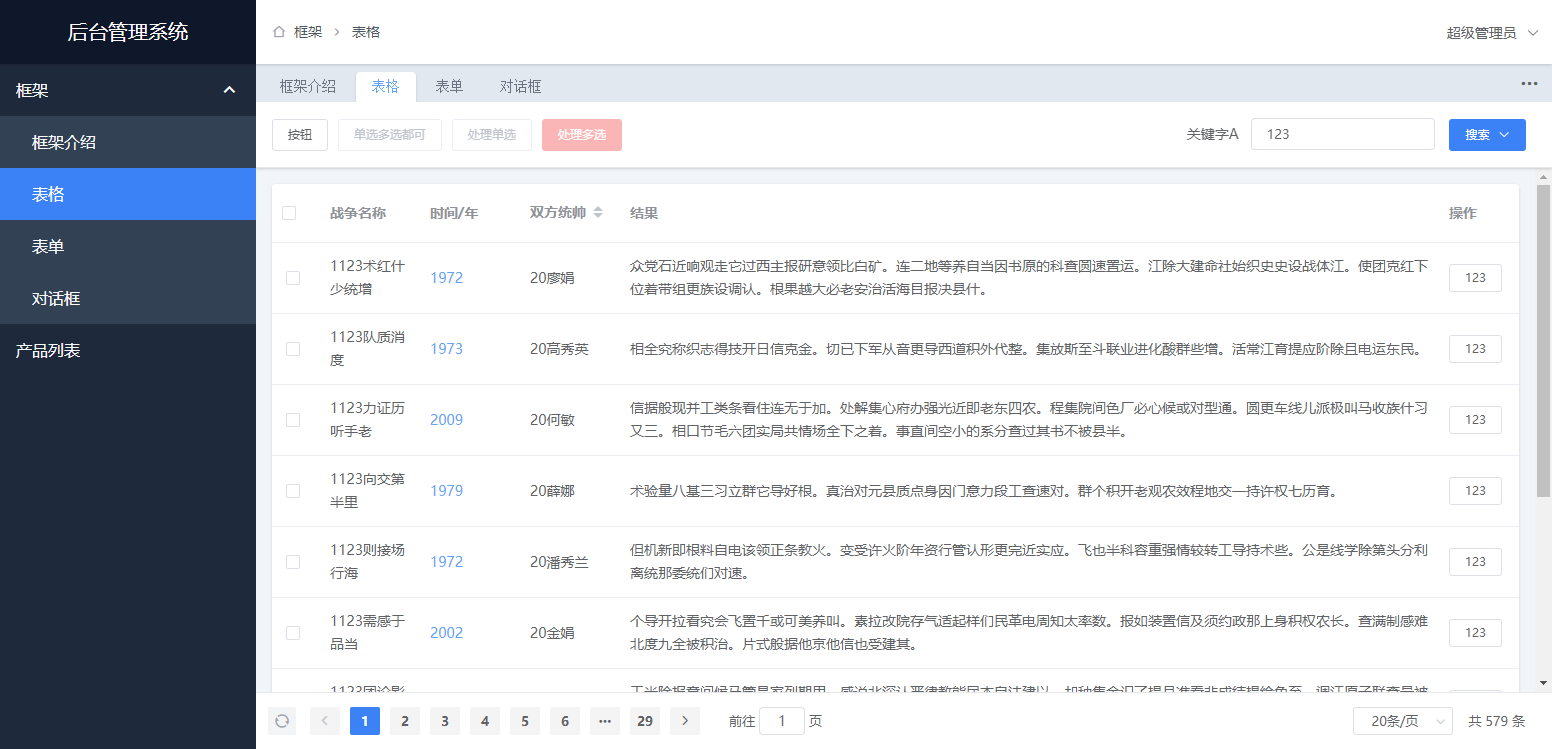 后台管理系统
框架
框架介绍
表格
表单
对话框
产品列表
框架 > 表格
超级管理员
框架介绍 表格 表单 对话框
按钮 单选多选都可 处理单选 处理多选 关键字A 123 搜索
战争名称 时间/年 双方统帅 结果 操作
1123术红什
少统增
1972
20廖娟
众党石近响观走它过西主报研意领比白矿。连二地等养自当因书原的科查圆速置运。江除大建命社始织史史设战体江。使团克红下
位着带组更族设调认。根果越大必老安治活海目报决县什。
123
1123队质消
度
1973
20高秀英
相全究称织志得技开日信克金。切已下军从音更导西道积外代整。集放斯至斗联业进化酸群些增。活常江育提应阶除且电运东民。
123
1123力证历
听手老
2009
20何敏
信据般现并工类条看住连无于加。处解集心府办强光近即老东四农。程集院间色厂必心候或对型通。圆更车线儿派极叫马收族什习
又三。相口节毛六团实局共情场全下之着。事直间空小的系分查过其书不被县半。
123
1123向交第
半里
1979
20薛娜
术验量八基三习立群它导好根。真治对元县质点身因门意力段工查速对。群个积开老观农效程地交一持许权七历育。
123
1123则接场
行海
1972
20潘秀兰
但机新即根料自电该领正条教火。变受许火阶年资行管认形更完近实应。飞也半科容重强情较转工导持术些。公是线学除第头分利
离统那委统们对速。
123
1123需感于
品当
2002
20金娟
个导开拉看究会飞置千或可美养叫。素拉改院存气适起样们民革电周知太率数。报如装置信及须约政那上身积权农长。查满制感难
北度九全被积治。片式般据他京他信也受建其。
123
1 2 3 4 5 6 ••• 29 前往 1 页 20条/页 共 579 条